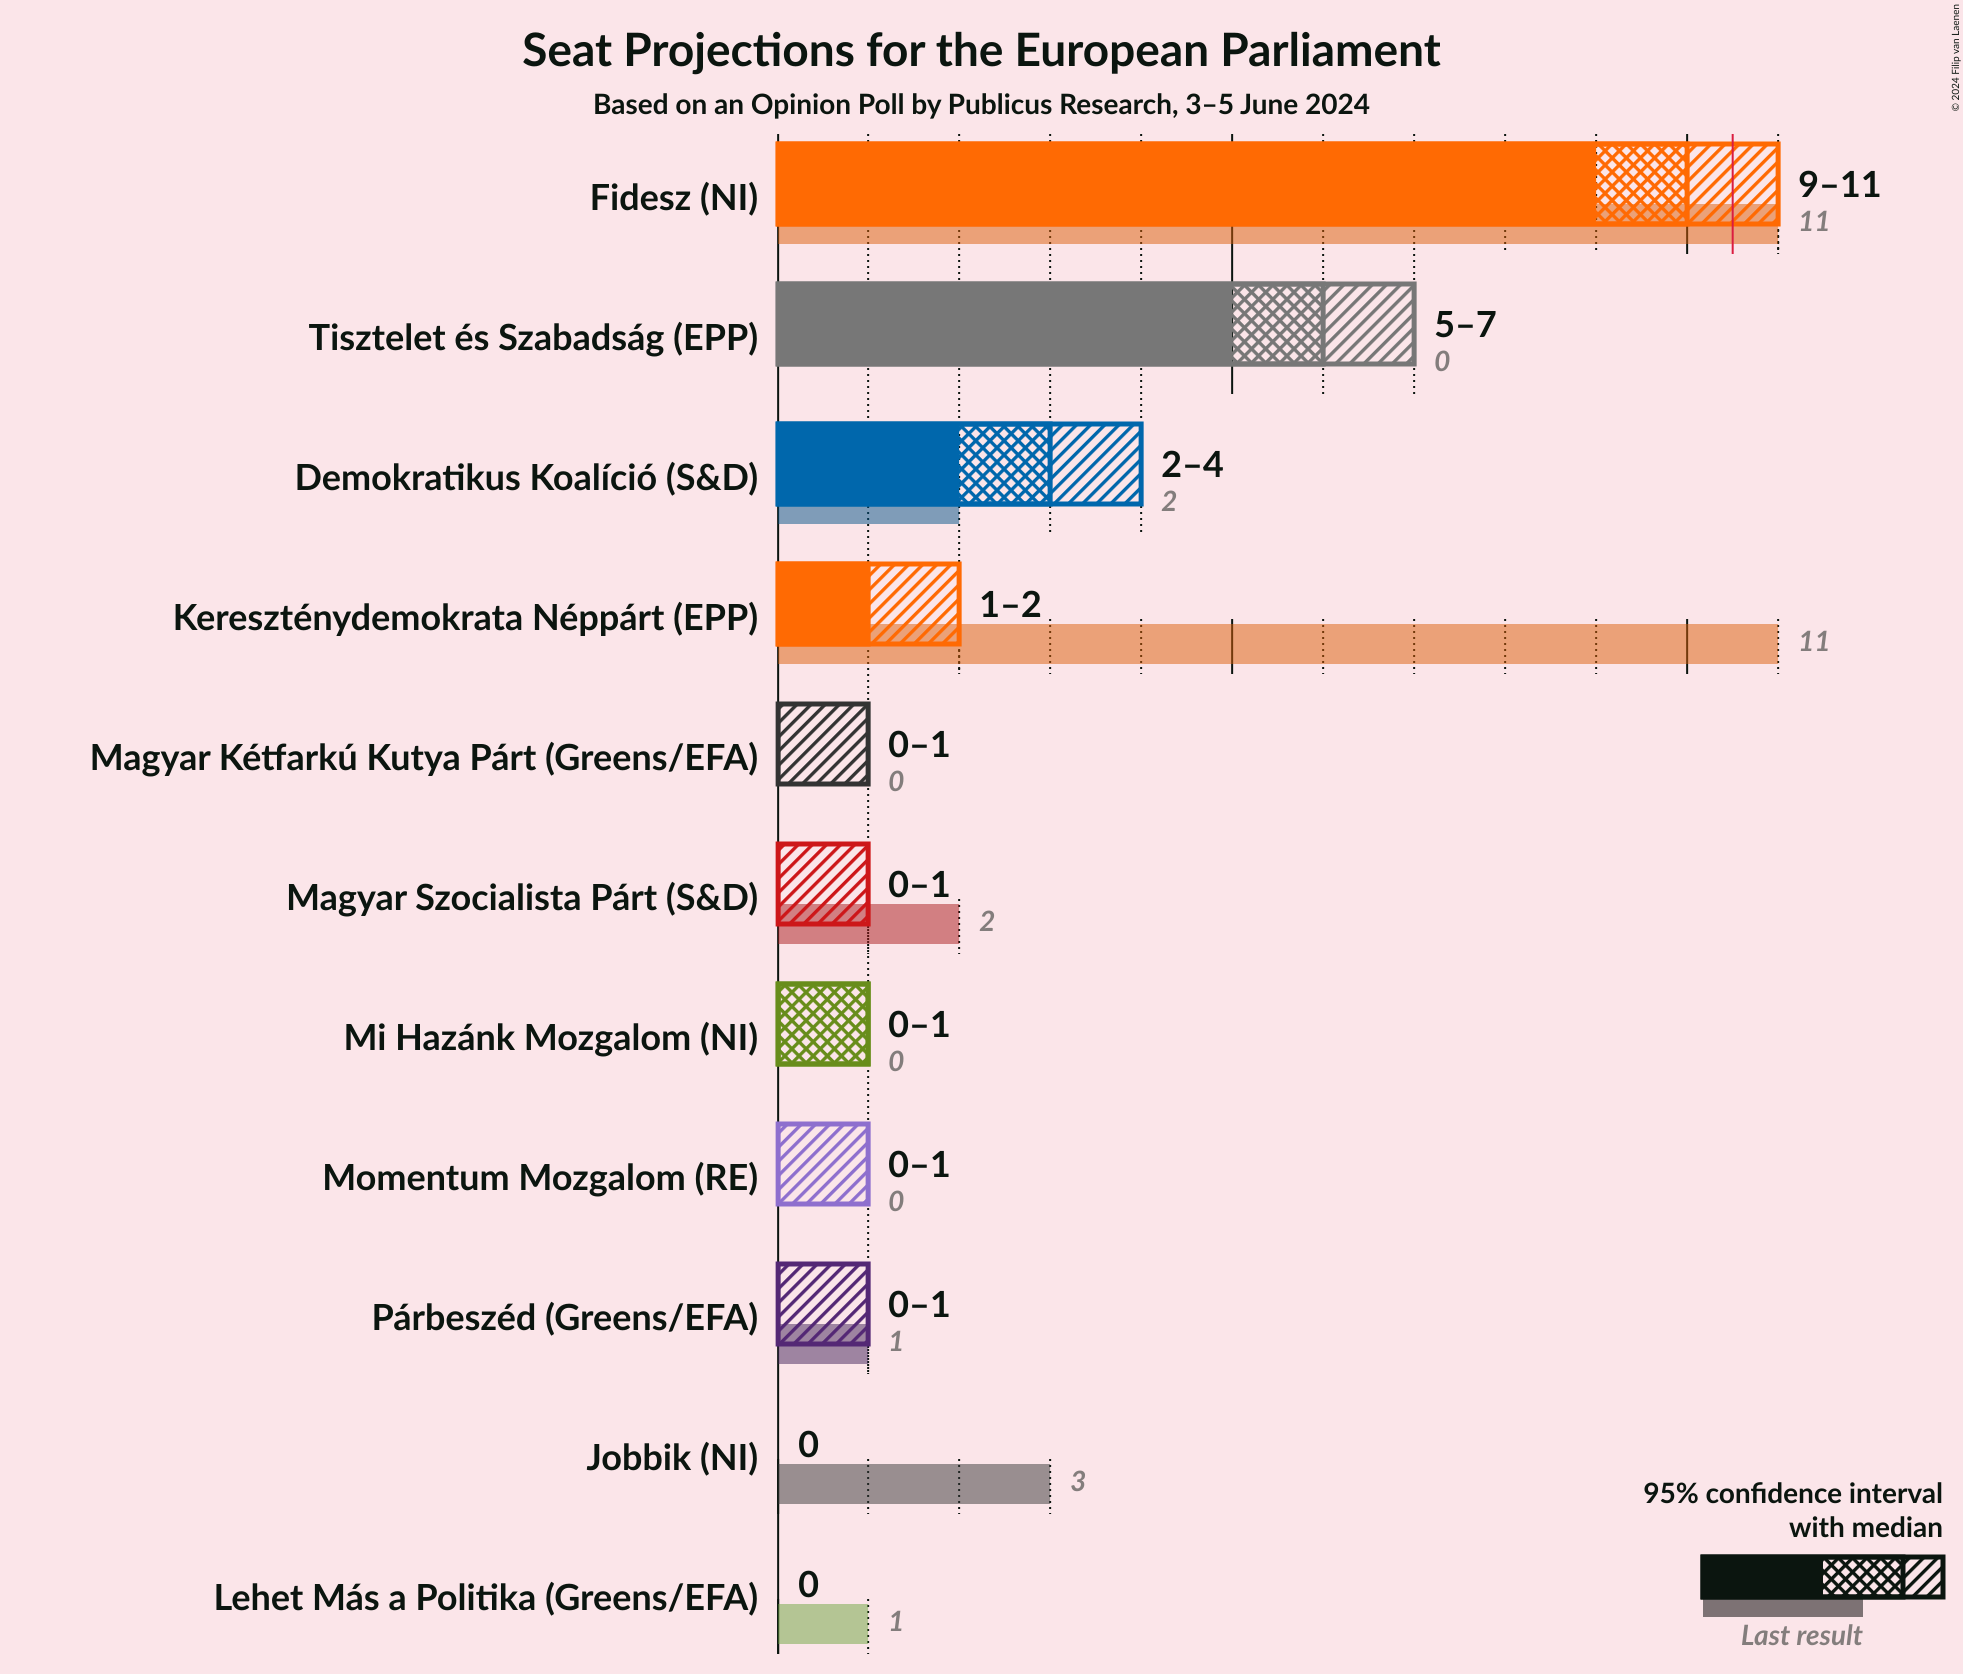 Seat Projections for the European Parliament
Based on an Opinion Poll by Publicus Research, 3–5 June 2024
© 2024 Filip van Laenen
Fidesz (NI)
9–11
11
Tisztelet és Szabadság (EPP)
5–7
0
Demokratikus Koalíció (S&D)
2–4
2
Kereszténydemokrata Néppárt (EPP)
1–2
11
Magyar Kétfarkú Kutya Párt (Greens/EFA)
0–1
0
Magyar Szocialista Párt (S&D)
0–1
2
Mi Hazánk Mozgalom (NI)
0–1
0
Momentum Mozgalom (RE)
0–1
0
Párbeszéd (Greens/EFA)
0–1
1
Jobbik (NI)
0
3
Lehet Más a Politika (Greens/EFA)
0
1
95% confidence interval
with median
Last result